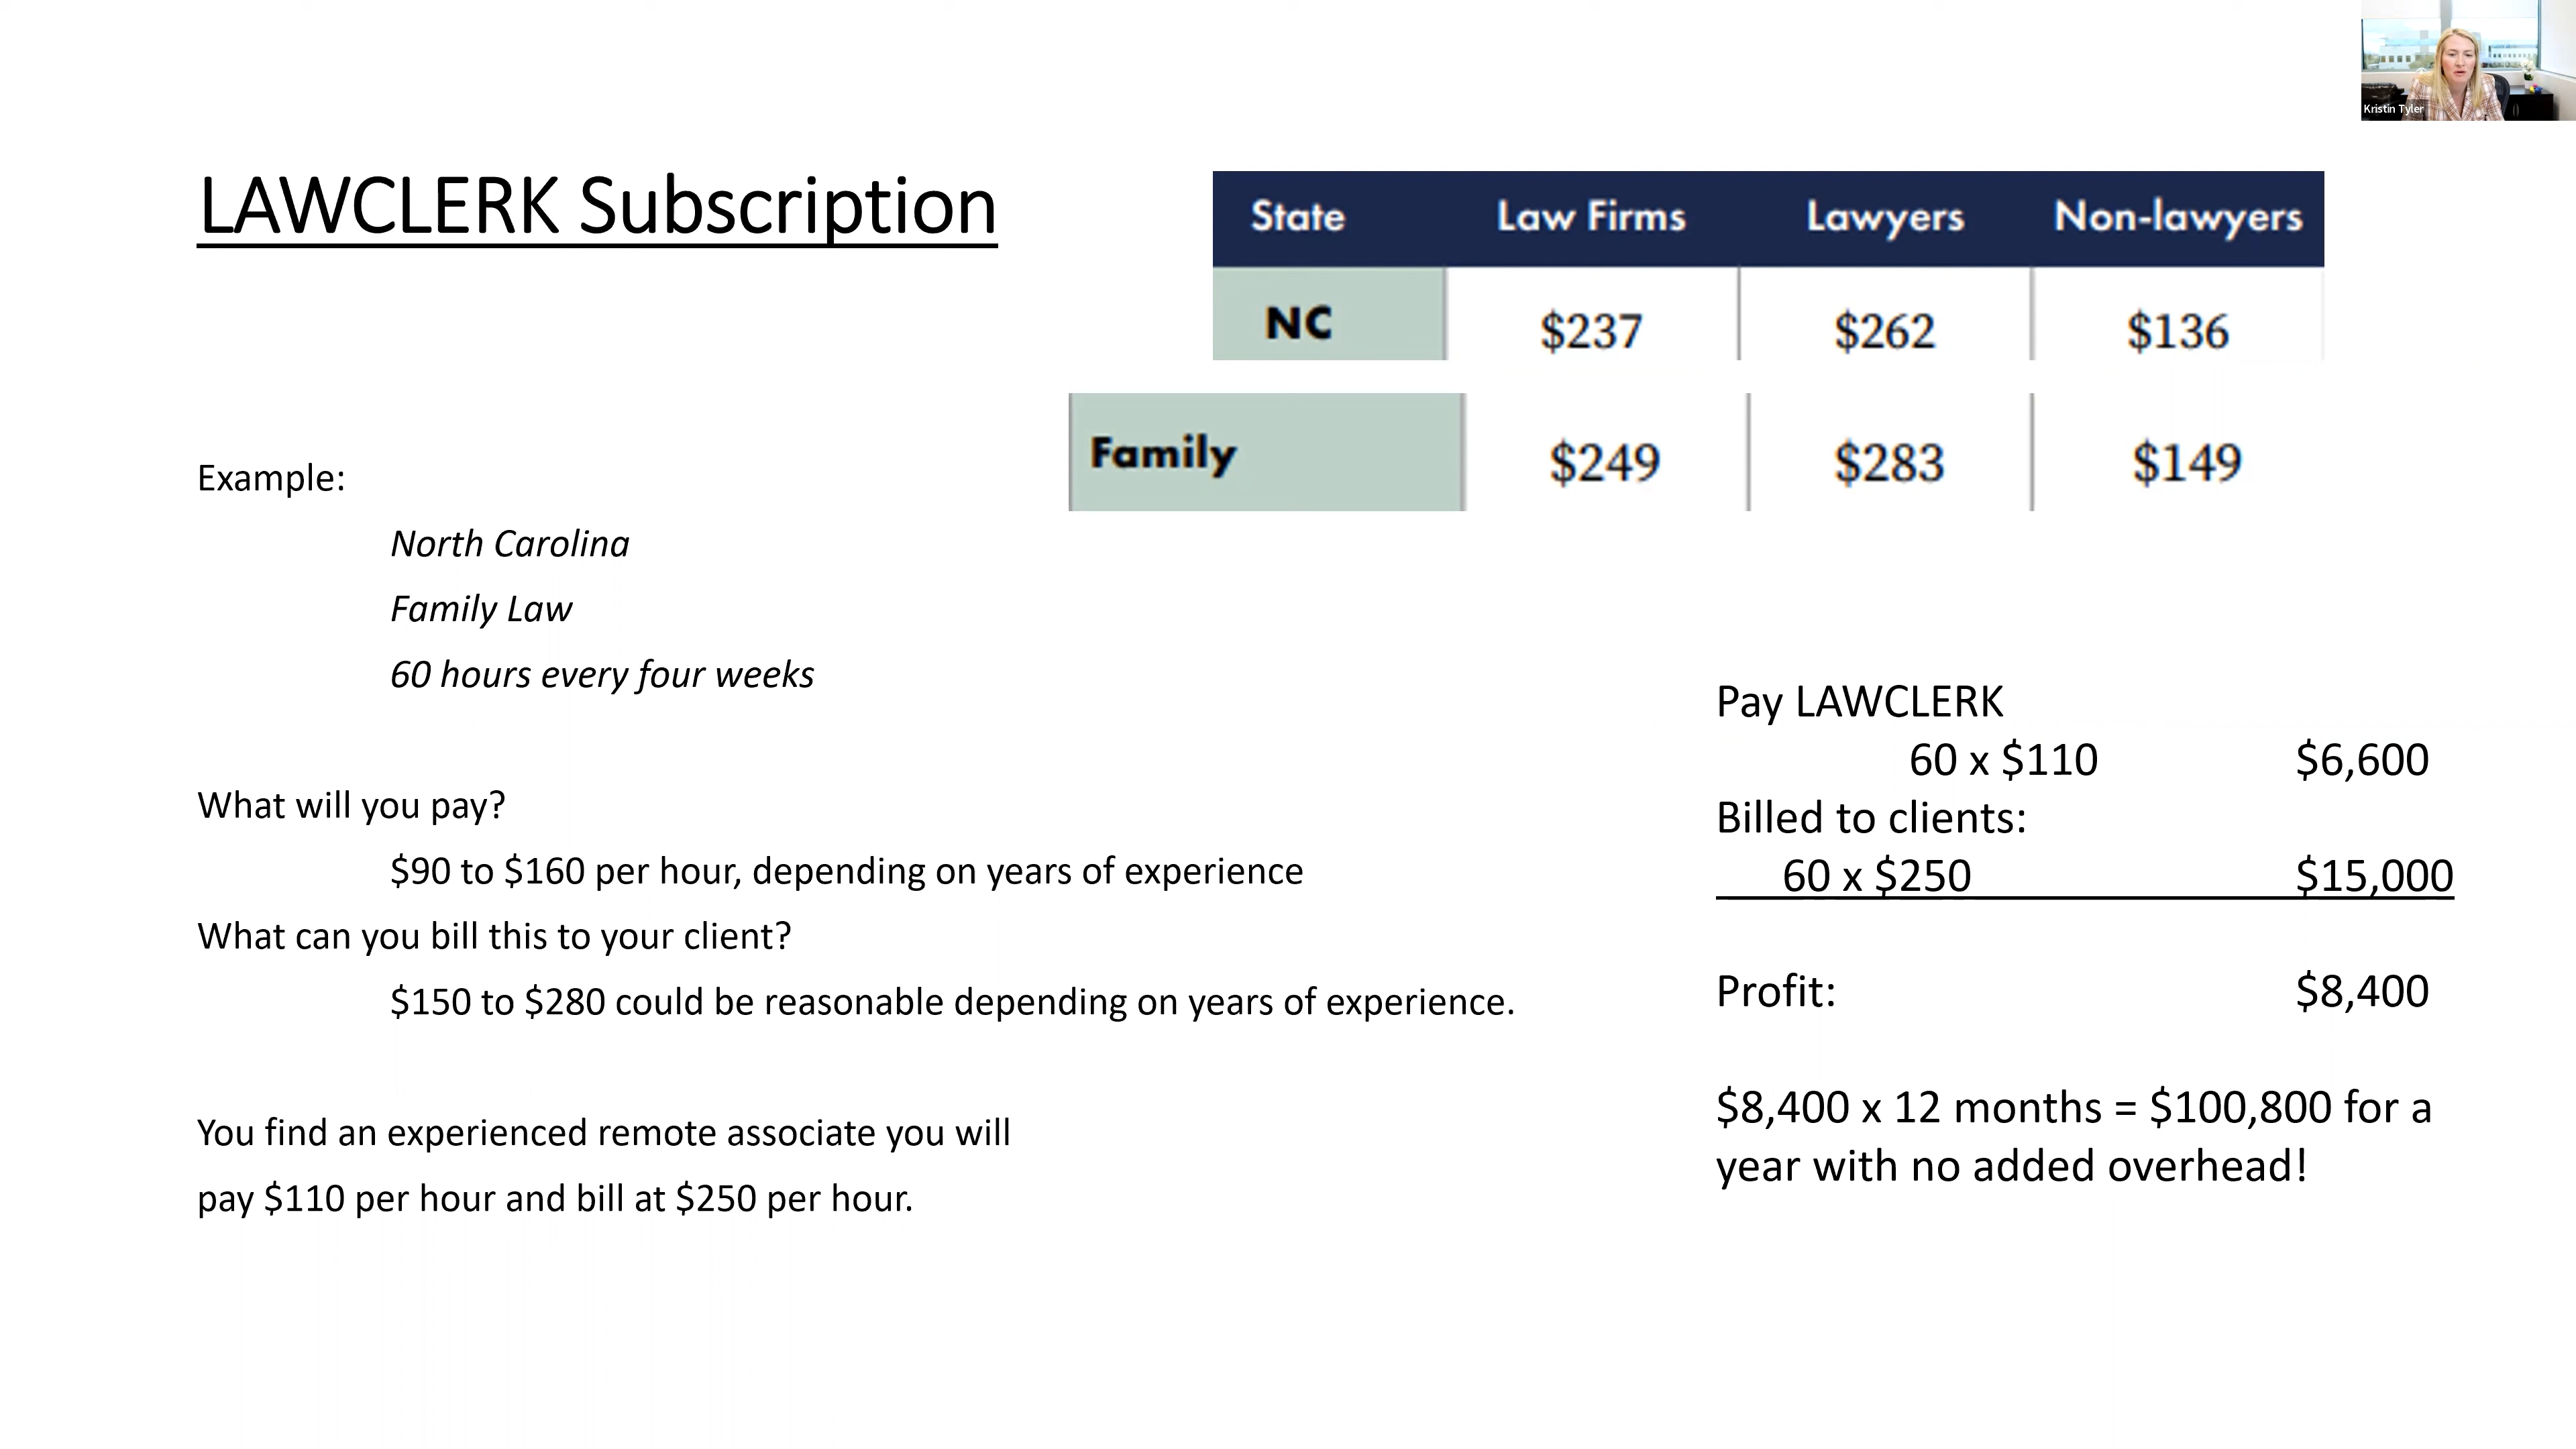 Kristin Tyler
LAWCLERK Subscription
State Law Firms Lawyers Non-lawyers
NC $237 $262 $136
Family $249 $283 $149
Example:
North Carolina
Family Law
60 hours every four weeks
What will you pay?
$90 to $160 per hour, depending on years of experience
What can you bill this to your client?
$150 to $280 could be reasonable depending on years of experience.
You find an experienced remote associate you will
pay $110 per hour and bill at $250 per hour.
Pay LAWCLERK
60 x $110 $6,600
Billed to clients:
60 x $250 $15,000
Profit: $8,400
$8,400 x 12 months = $100,800 for a
year with no added overhead!